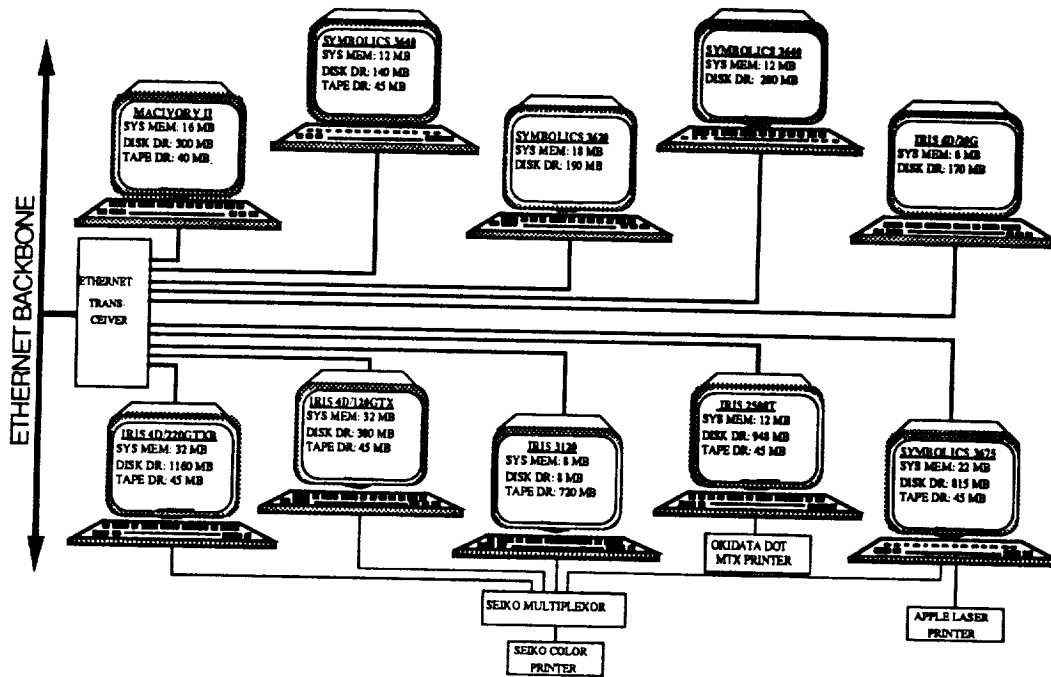 ETHERNET BACKBONE
SYMBOLICS 3640
SYS MEM: 12 MB
DISK DR: 140 MB
TAPE DR: 45 MB
SYMBOLICS 3640
SYS MEM: 12 MB
DISK DR: 280 MB
MACIVORY II
SYS MEM: 16 MB
DISK DR: 300 MB
TAPE DR: 40 MB
SYMBOLICS 3620
SYS MEM: 18 MB
DISK DR: 190 MB
IRIS 4D/20G
SYS MEM: 8 MB
DISK DR: 170 MB
ETHERNET
TRANS-
CEIVER
IRIS 4D/220GTXB
SYS MEM: 32 MB
DISK DR: 1160 MB
TAPE DR: 45 MB
IRIS 4D/120GTX
SYS MEM: 32 MB
DISK DR: 380 MB
TAPE DR: 45 MB
IRIS 3120
SYS MEM: 8 MB
DISK DR: 8 MB
TAPE DR: 720 MB
IRIS 2500T
SYS MEM: 12 MB
DISK DR: 948 MB
TAPE DR: 45 MB
SYMBOLICS 3675
SYS MEM: 22 MB
DISK DR: 815 MB
TAPE DR: 45 MB
OKIDATA DOT
MTX PRINTER
SEIKO MULTIPLEXOR
SEIKO COLOR
PRINTER
APPLE LASER
PRINTER